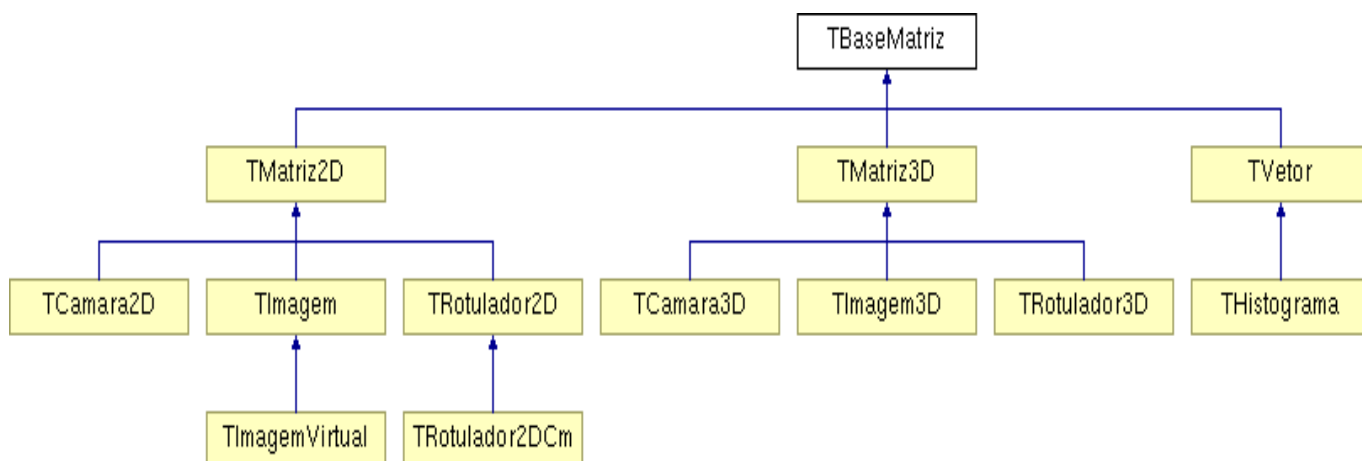 TBaseMatriz
TMatriz2D
TMatriz3D
TVetor
TCamara2D
TImagem
TRotulador2D
TCamara3D
TImagem3D
TRotulador3D
THistograma
TImagemVirtual
TRotulador2DCm